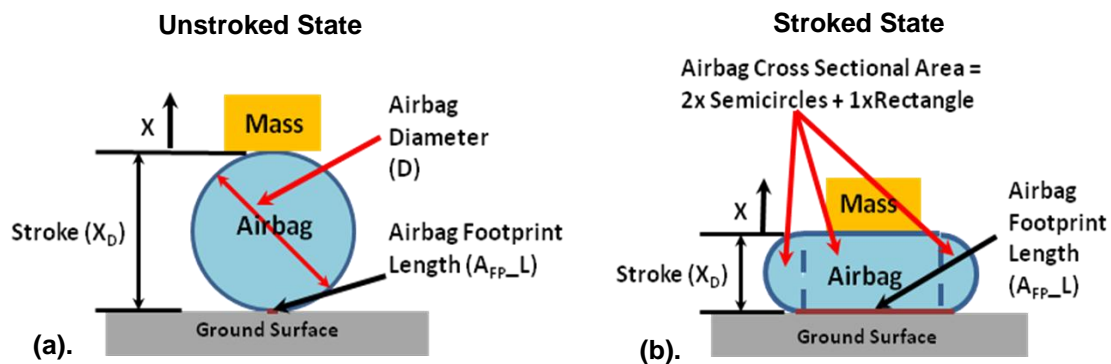 Unstroked State
X
Mass
Airbag
Diameter
(D)
Stroke (X_D)
Airbag
Airbag Footprint
Length (A_FP_L)
Ground Surface
(a).
Stroked State
Airbag Cross Sectional Area =
2x Semicircles + 1xRectangle
X
Mass
Airbag
Footprint
Length
(A_FP_L)
Stroke (X_D)
Airbag
Ground Surface
(b).